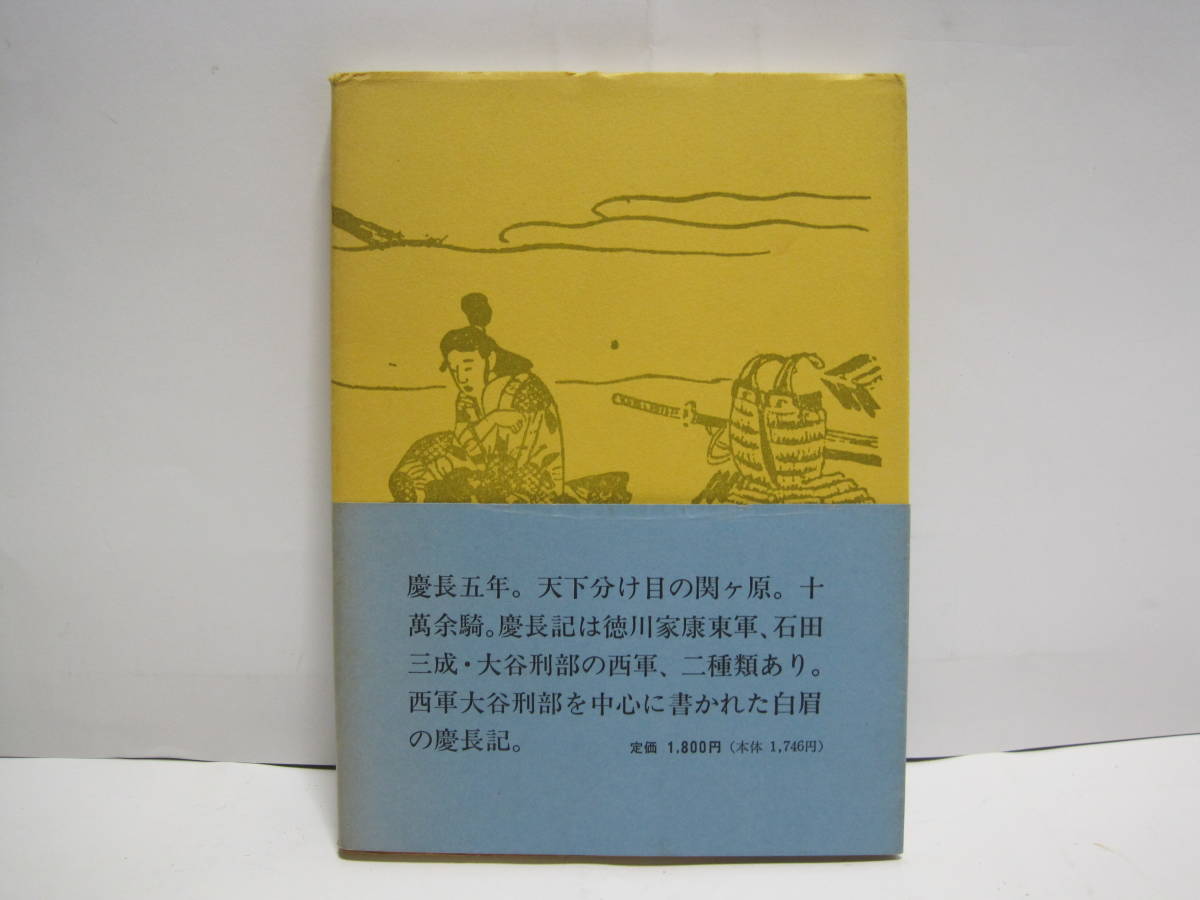 慶長五年。天下分け目の関ヶ原。十
萬余騎。慶長記は徳川家康東軍、石田
三成・大谷刑部の西軍、二種類あり。
西軍大谷刑部を中心に書かれた白眉
の慶長記。
定価 1,800円（本体 1,746円）